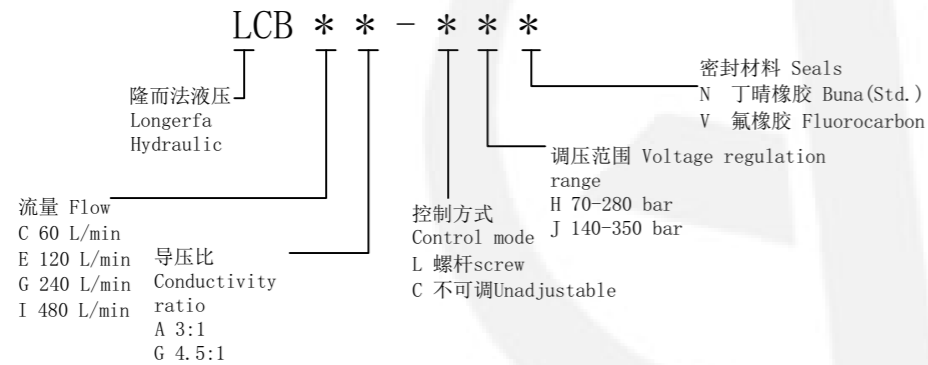 LCB * * - * * *
隆而法液压
Longerfa
Hydraulic
流量 Flow
C 60 L/min
E 120 L/min
G 240 L/min
I 480 L/min
导压比
Conductivity
ratio
A 3:1
G 4.5:1
控制方式
Control mode
L 螺杆screw
C 不可调Unadjustable
调压范围 Voltage regulation
range
H 70-280 bar
J 140-350 bar
密封材料 Seals
N 丁晴橡胶 Buna(Std.)
V 氟橡胶 Fluorocarbon